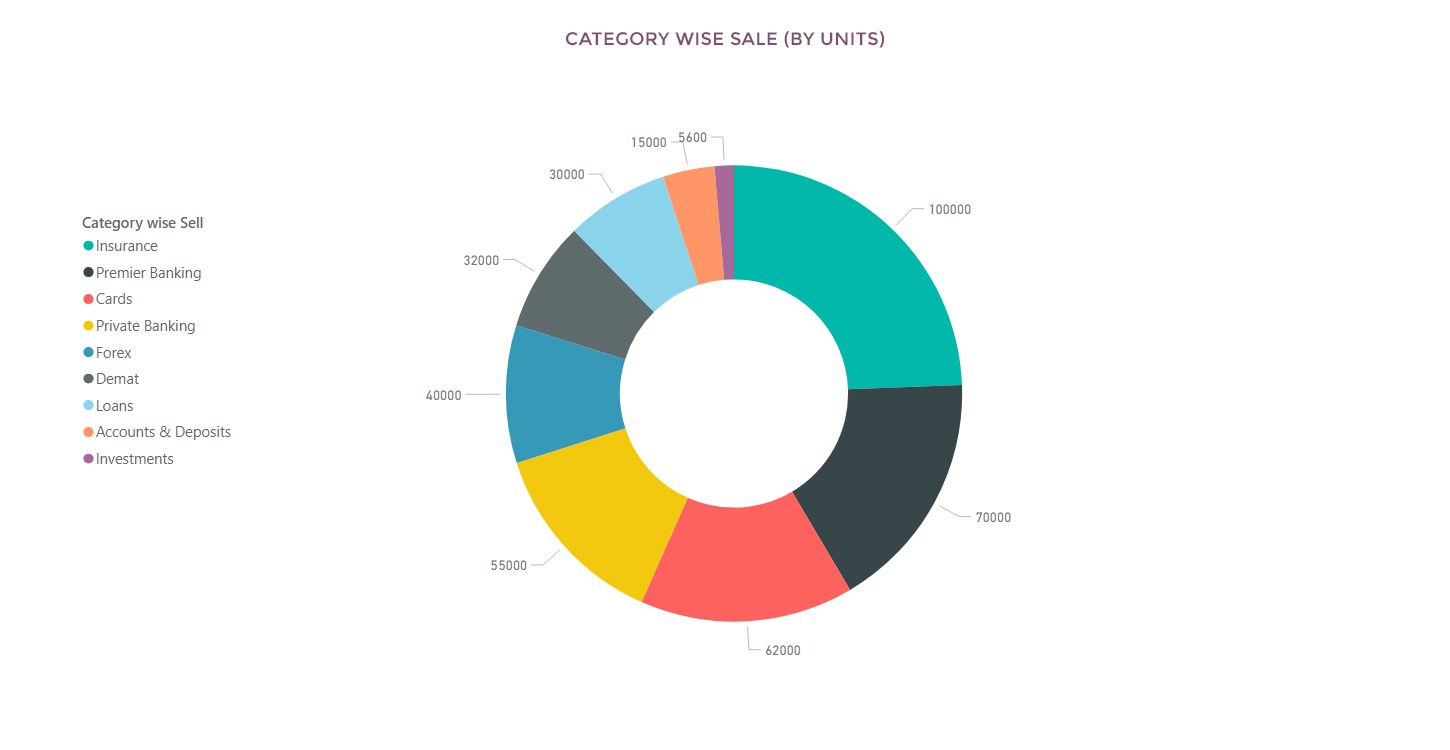 CATEGORY WISE SALE (BY UNITS)
Category wise Sell
Insurance
Premier Banking
Cards
Private Banking
Forex
Demat
Loans
Accounts & Deposits
Investments
5600
15000
30000
100000
32000
40000
70000
55000
62000